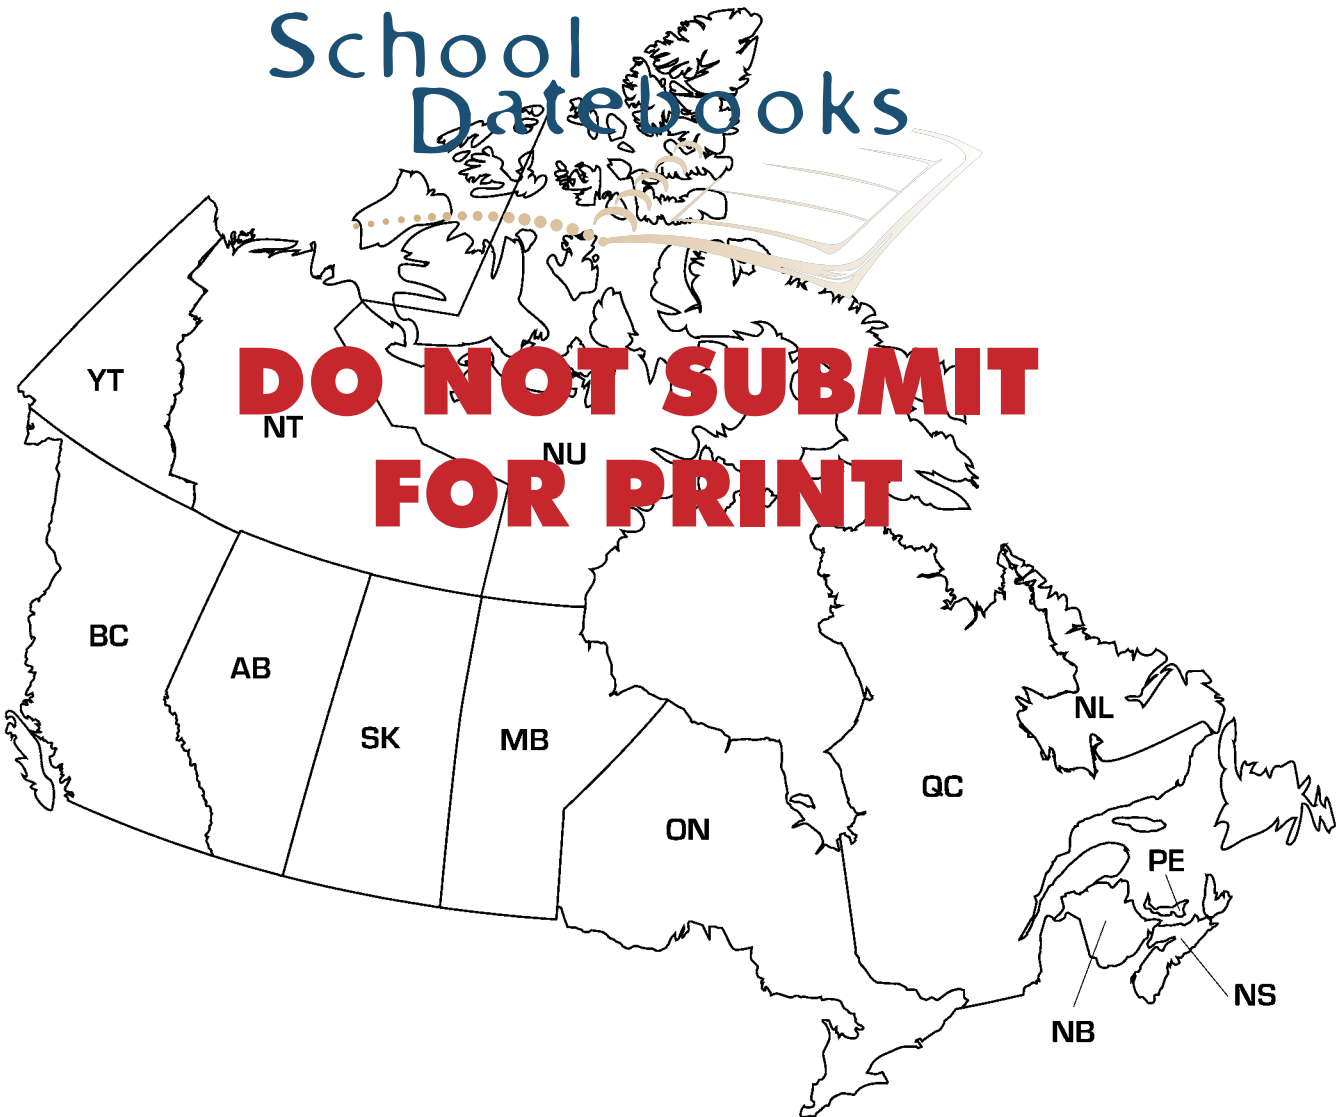 School
Datebooks
DO NOT SUBMIT
YT
NT
NU
FOR PRINT
BC
AB
SK
MB
NL
QC
ON
PE
NS
NB